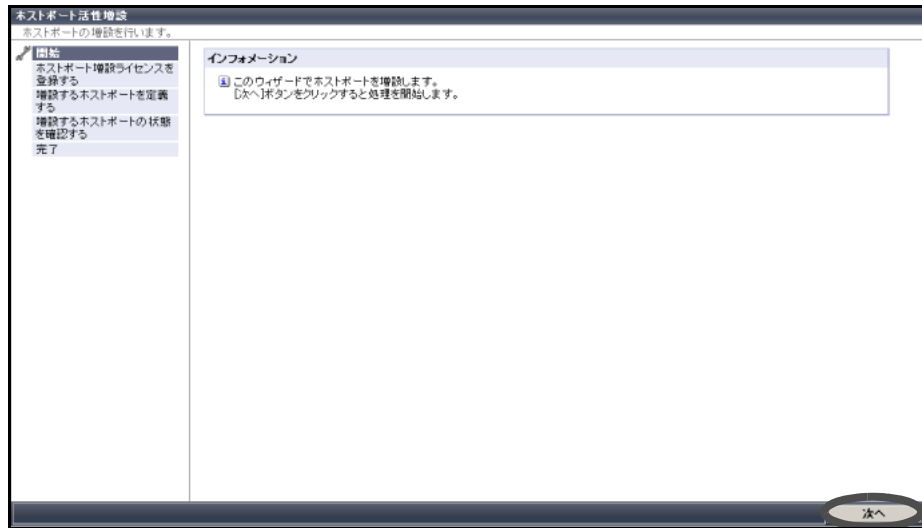 ホストポート活性増設
ホストポートの増設を行います。
開始
ホストポート増設ライセンスを
登録する
増設するホストポートを定義
する
増設するホストポートの状態
を確認する
完了
インフォメーション
このウィザードでホストポートを増設します。
[次へ]ボタンをクリックすると処理を開始します。
次へ